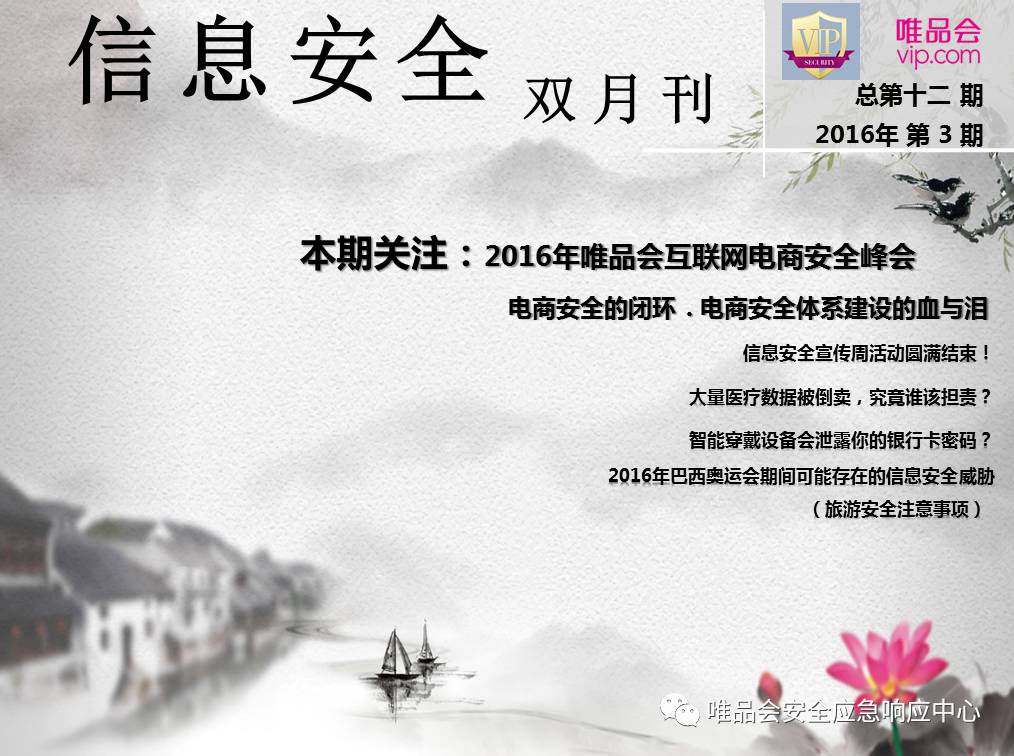 信息安全
双月刊
VIP
SECURITY
唯品会
vip.com
总第十二 期
2016年 第 3 期
本期关注：2016年唯品会互联网电商安全峰会
电商安全的闭环．电商安全体系建设的血与泪
信息安全宣传周活动圆满结束！
大量医疗数据被倒卖，究竟谁该担责？
智能穿戴设备会泄露你的银行卡密码？
2016年巴西奥运会期间可能存在的信息安全威胁
（旅游安全注意事项）
唯品会安全应急响应中心